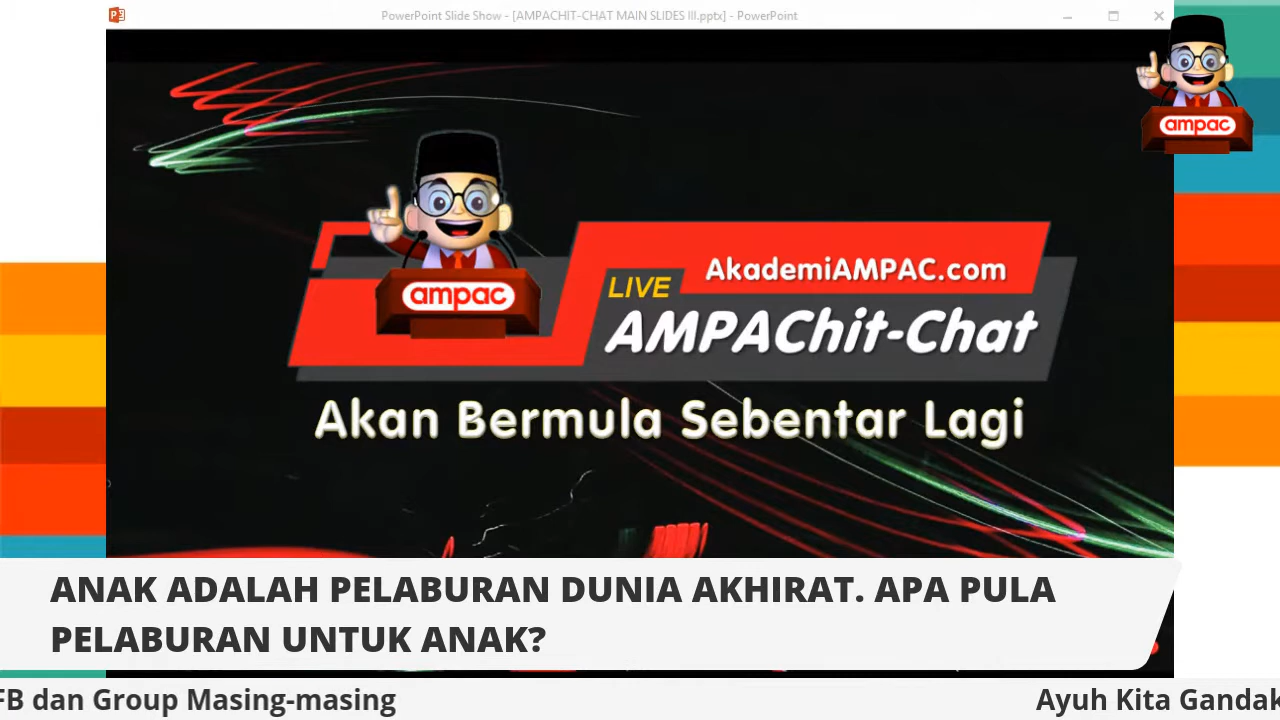 PowerPoint Slide Show - [AMPACHIT-CHAT MAIN SLIDES III.pptx] - PowerPoint
ampac
AkademiAMPAC.com
LIVE
ampac
AMPAChit-Chat
Akan Bermula Sebentar Lagi
ANAK ADALAH PELABURAN DUNIA AKHIRAT. APA PULA
PELABURAN UNTUK ANAK?
FB dan Group Masing-masing
Ayuh Kita Gandak